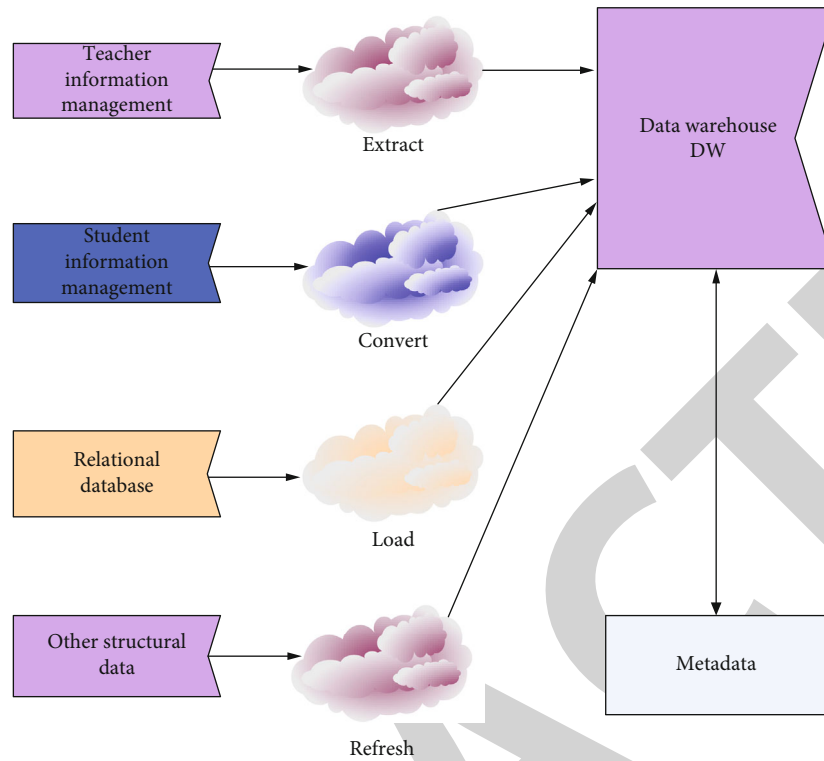 Teacher
information
management
Extract
Data warehouse
DW
Student
information
management
Convert
Relational
database
Load
Other structural
data
Refresh
Metadata